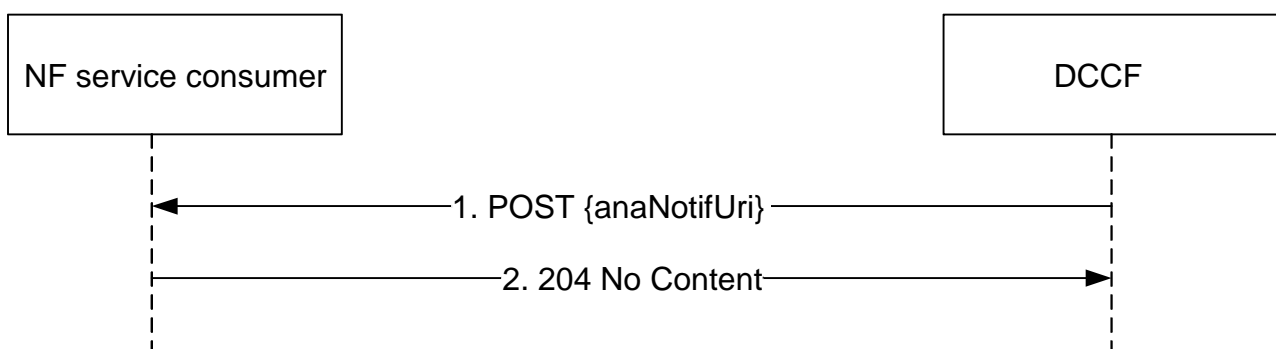 NF service consumer
DCCF
1. POST {anaNotifUri}
2. 204 No Content